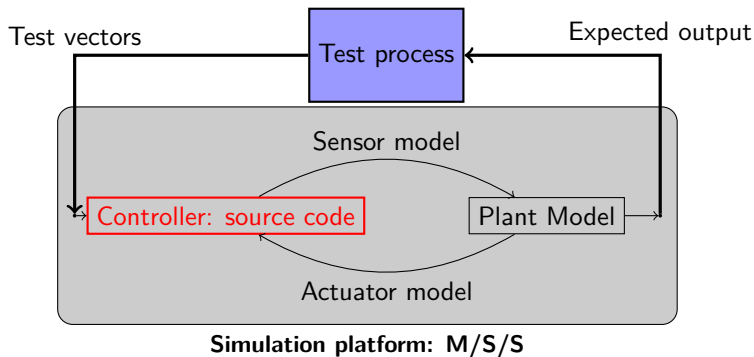 Test vectors
Test process
Expected output
Sensor model
Controller: source code
Plant Model
Actuator model
Simulation platform: M/S/S